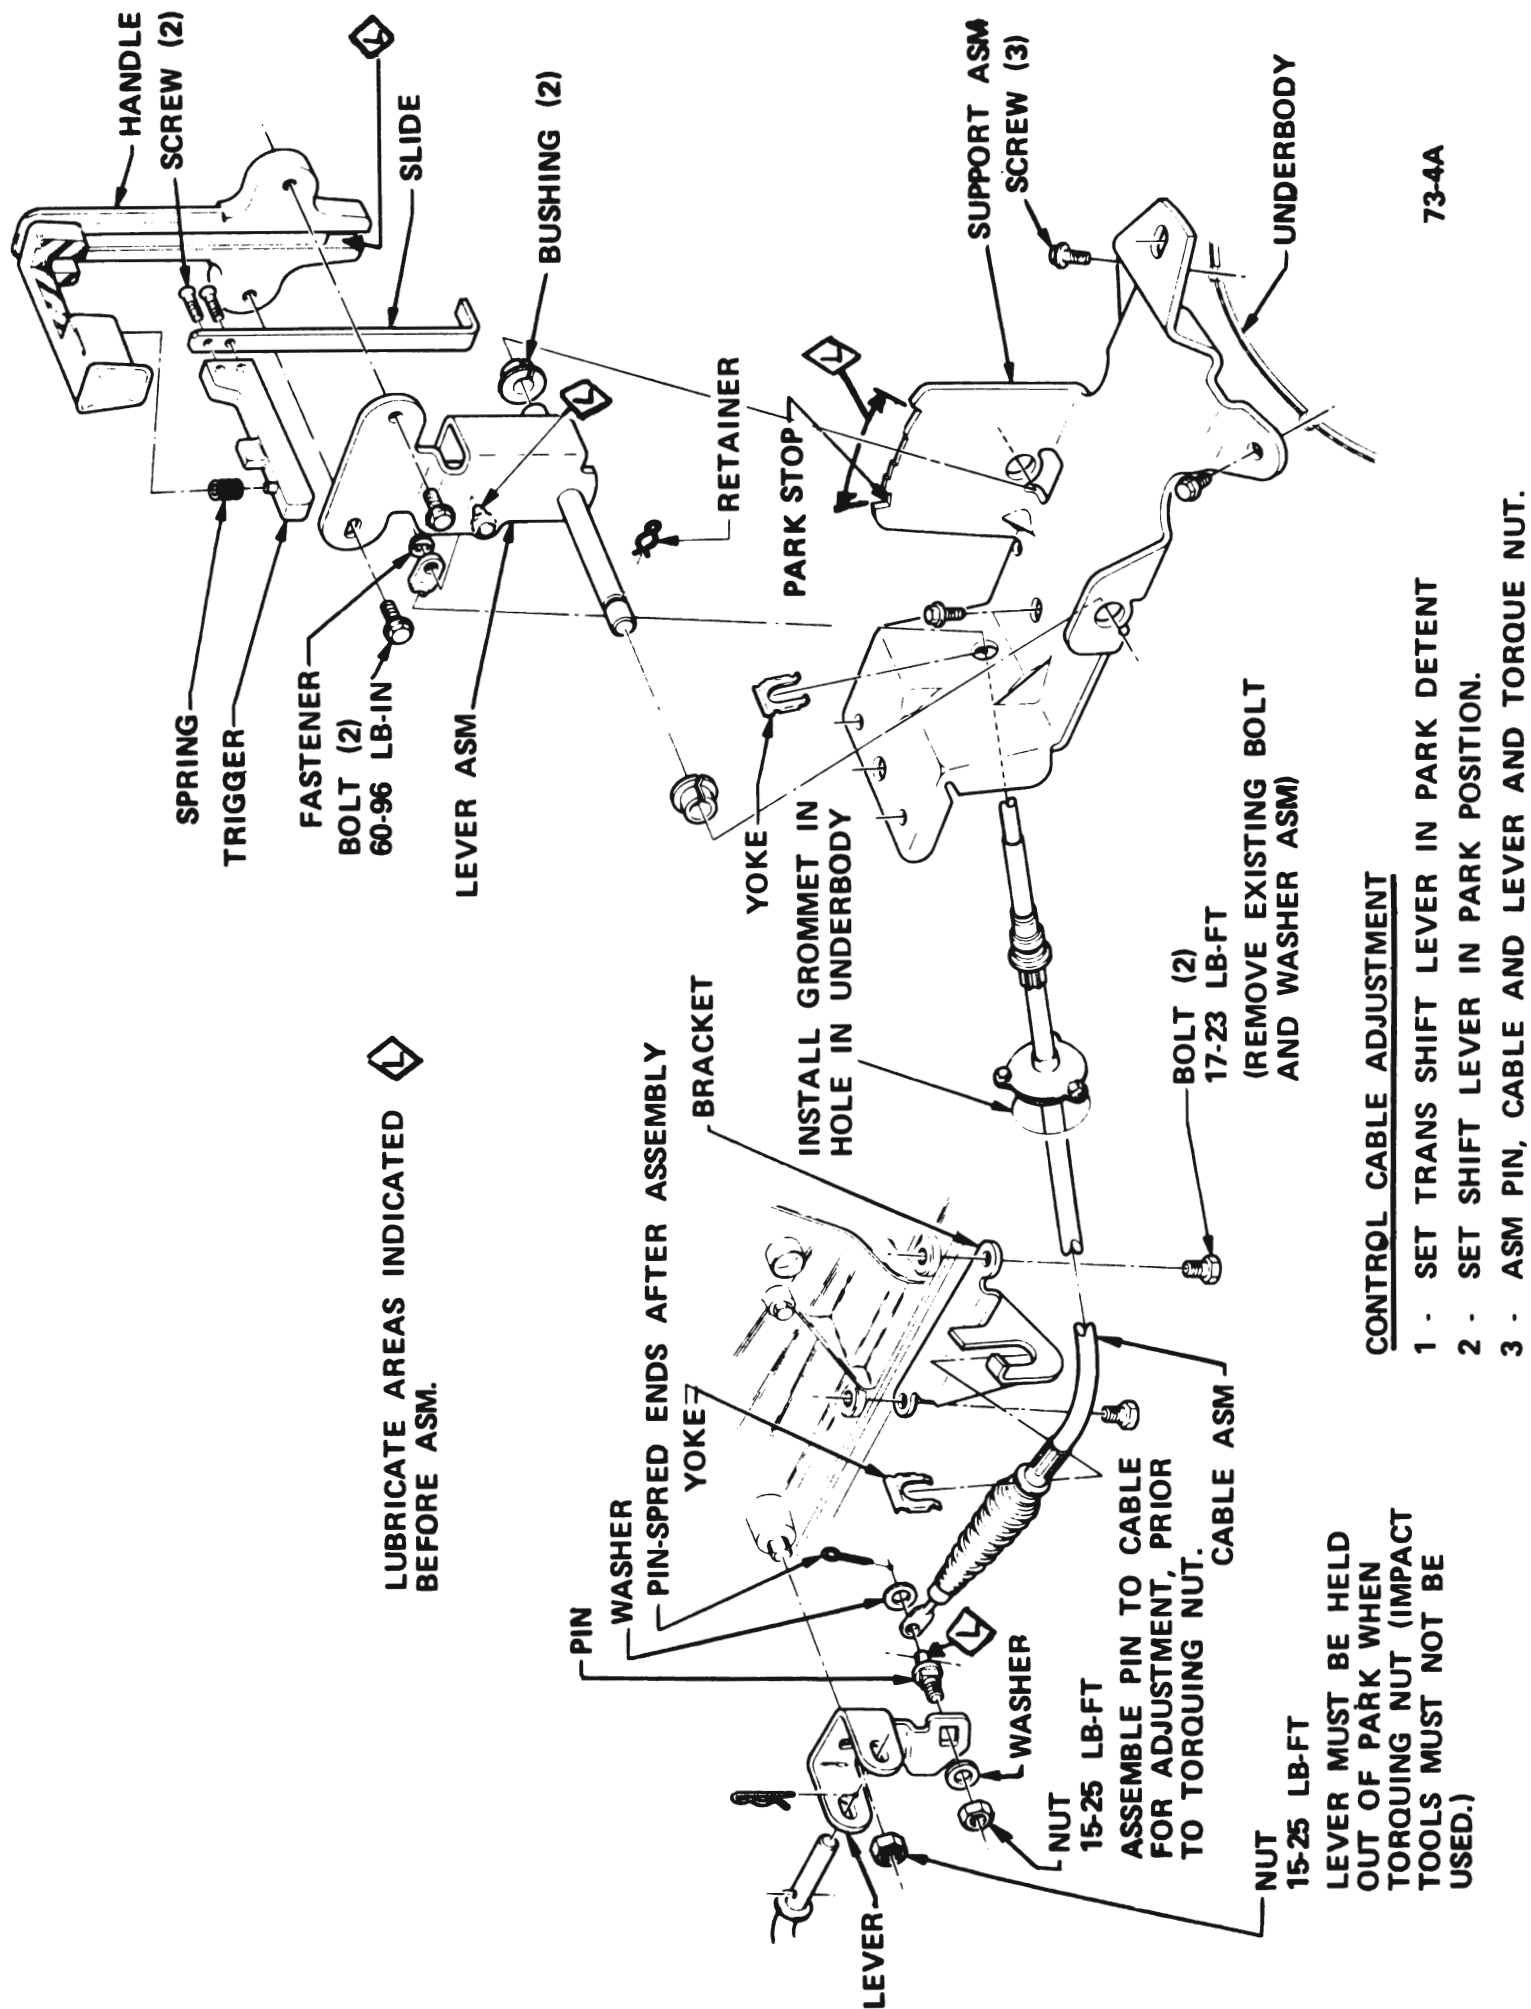 HANDLE
SCREW (2)
L
SLIDE
BUSHING (2)
SPRING
TRIGGER
FASTENER
BOLT (2)
60-96 LB-IN
LEVER ASM
L
RETAINER
PARK STOP
L
SUPPORT ASM
SCREW (3)
UNDERBODY
YOKE
INSTALL GROMMET IN
HOLE IN UNDERBODY
LUBRICATE AREAS INDICATED
BEFORE ASM.
L
PIN
WASHER
PIN-SPRED ENDS AFTER ASSEMBLY
YOKE
BRACKET
BOLT (2)
17-23 LB-FT
(REMOVE EXISTING BOLT
AND WASHER ASM)
CABLE ASM
L
WASHER
NUT
15-25 LB-FT
ASSEMBLE PIN TO CABLE
FOR ADJUSTMENT, PRIOR
TO TORQUING NUT.
LEVER
NUT
15-25 LB-FT
LEVER MUST BE HELD
OUT OF PARK WHEN
TORQUING NUT (IMPACT
TOOLS MUST NOT BE
USED.)
CONTROL CABLE ADJUSTMENT
1 - SET TRANS SHIFT LEVER IN PARK DETENT
2 - SET SHIFT LEVER IN PARK POSITION.
3 - ASM PIN, CABLE AND LEVER AND TORQUE NUT.
73-4A